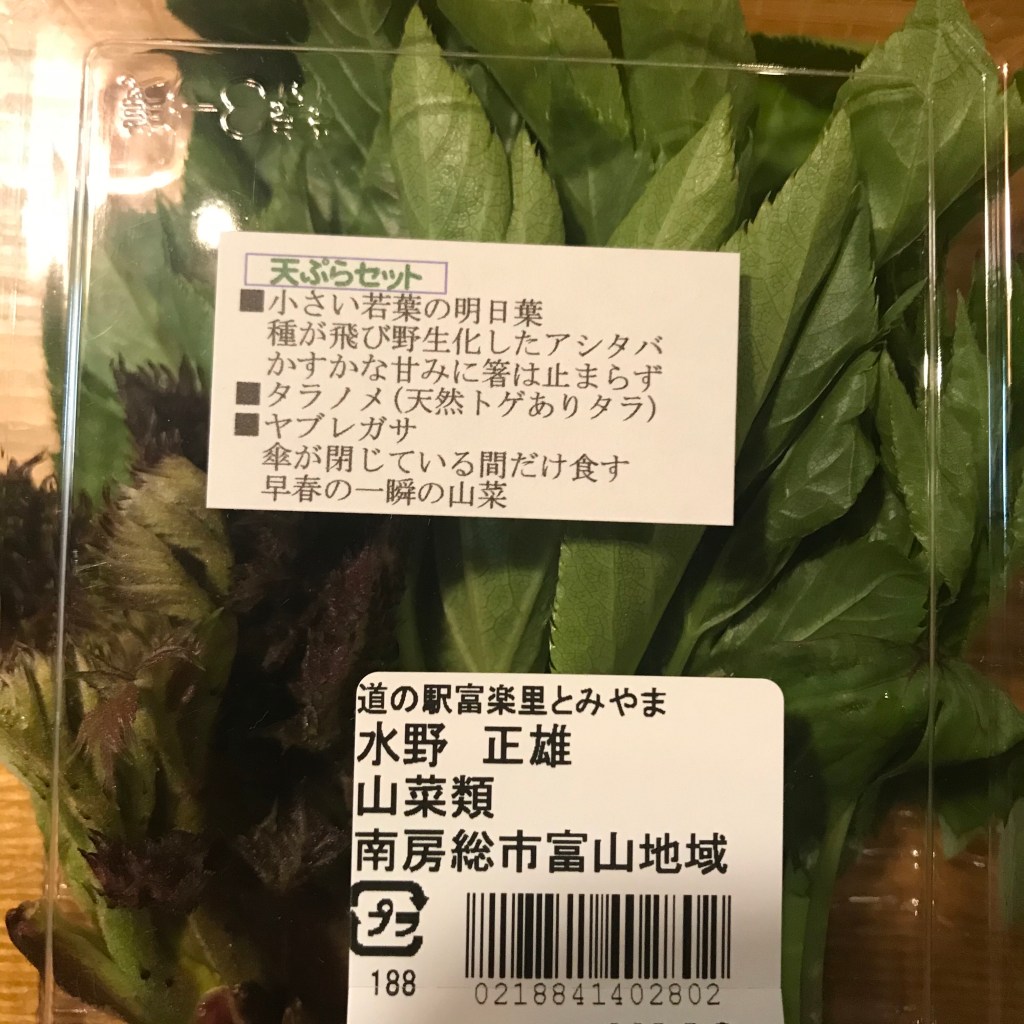 天ぷらセット
■小さい若葉の明日葉
種が飛び野生化したアシタバ
かすかな甘みに箸は止まらず
■タラノメ(天然トゲありタラ)
■ヤブレガサ
傘が閉じている間だけ食す
早春の一瞬の山菜
道の駅富楽里とみやま
水野 正雄
山菜類
南房総市富山地域
プラ
188
0218841402802